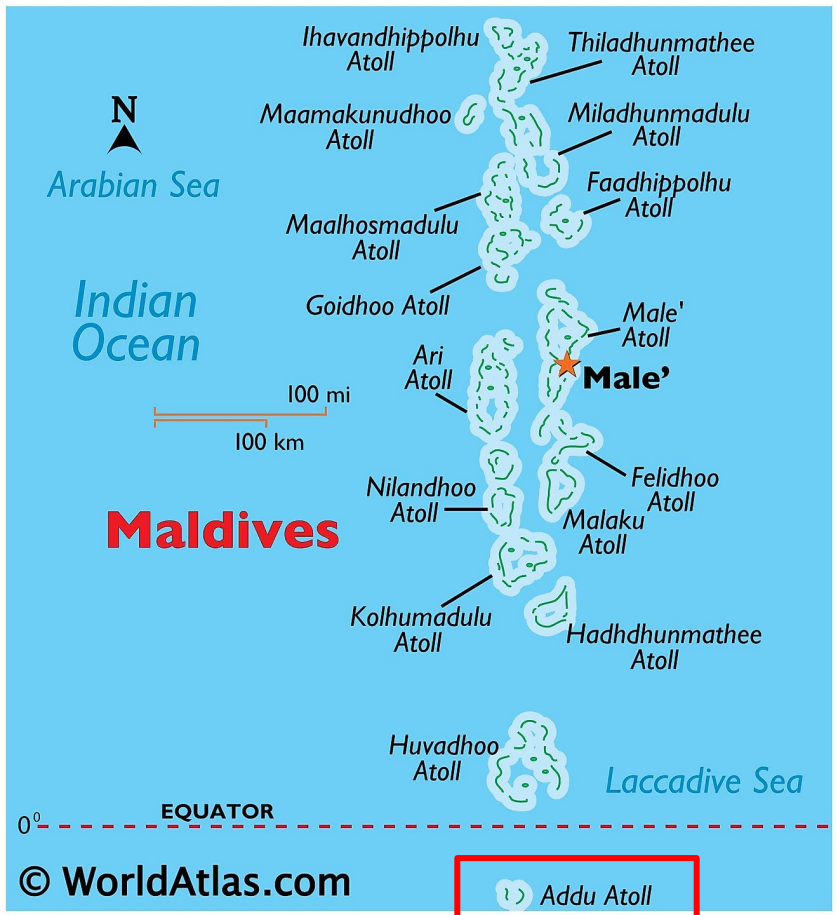 Ihavandhippolhu
Atoll
Thiladhunmathee
Atoll
N
Maamakunudhoo
Atoll
Miladhunmadulu
Atoll
Arabian Sea
Faadhippolhu
Atoll
Maalhosmadulu
Atoll
Indian
Ocean
Goidhoo Atoll
Male'
Atoll
Ari
Atoll
Male’
100 mi
100 km
Felidhoo
Atoll
Nilandhoo
Atoll
Malaku
Atoll
Maldives
Kolhumadulu
Atoll
Hadhdhunmathee
Atoll
Huvadhoo
Atoll
Laccadive Sea
EQUATOR
0⁰
© WorldAtlas.com
Addu Atoll